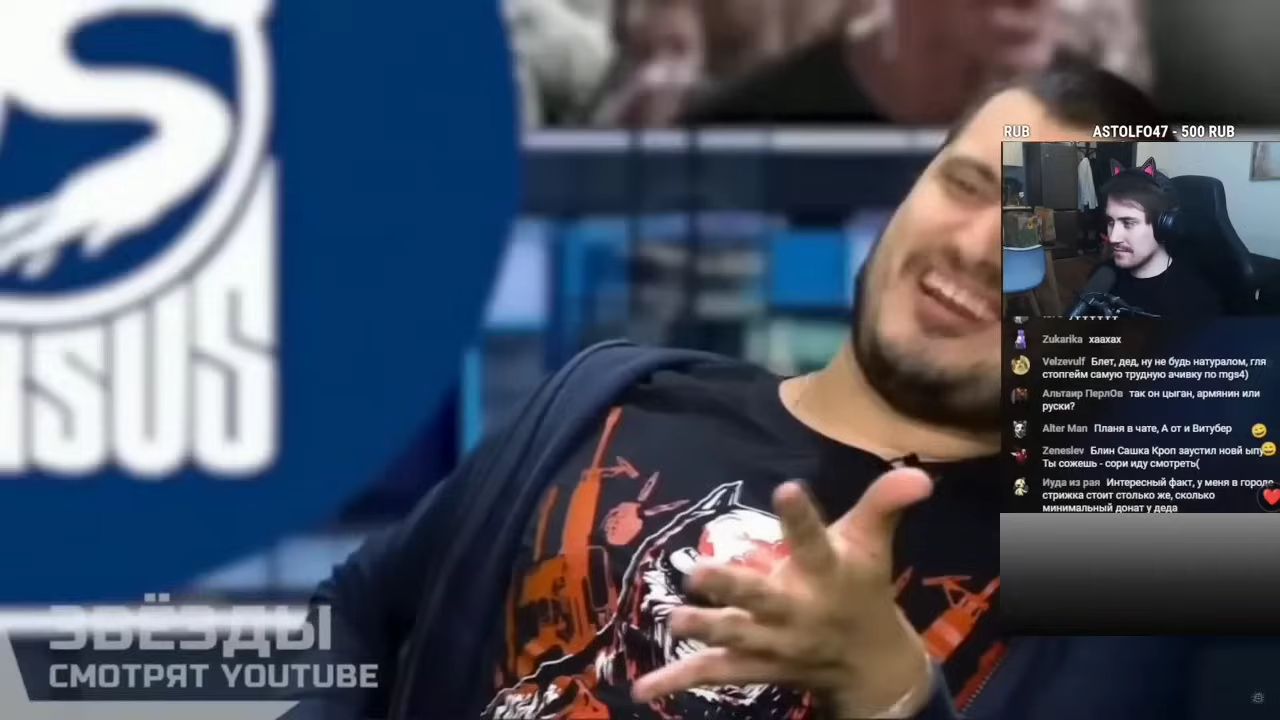 RUB ASTOLFO47 - 500 RUB
Zukarika хаахах
Velzevulf Блет, дед, ну не будь натуралом, гля
стопгейм самую трудную ачивку по mgs4)
Альтаир ПерлОв так он цыган, армянин или
руски?
Alter Man Планя в чате, А от и Витубер
Zeneslev Блин Сашка Кроп заустил новй ыпу
Ты сожешь - сори иду смотреть(
Иуда из рая Интересный факт, у меня в городе
стрижка стоит столько же, сколько
минимальный донат у деда
ЗВЁЗДЫ
СМОТРЯТ YOUTUBE